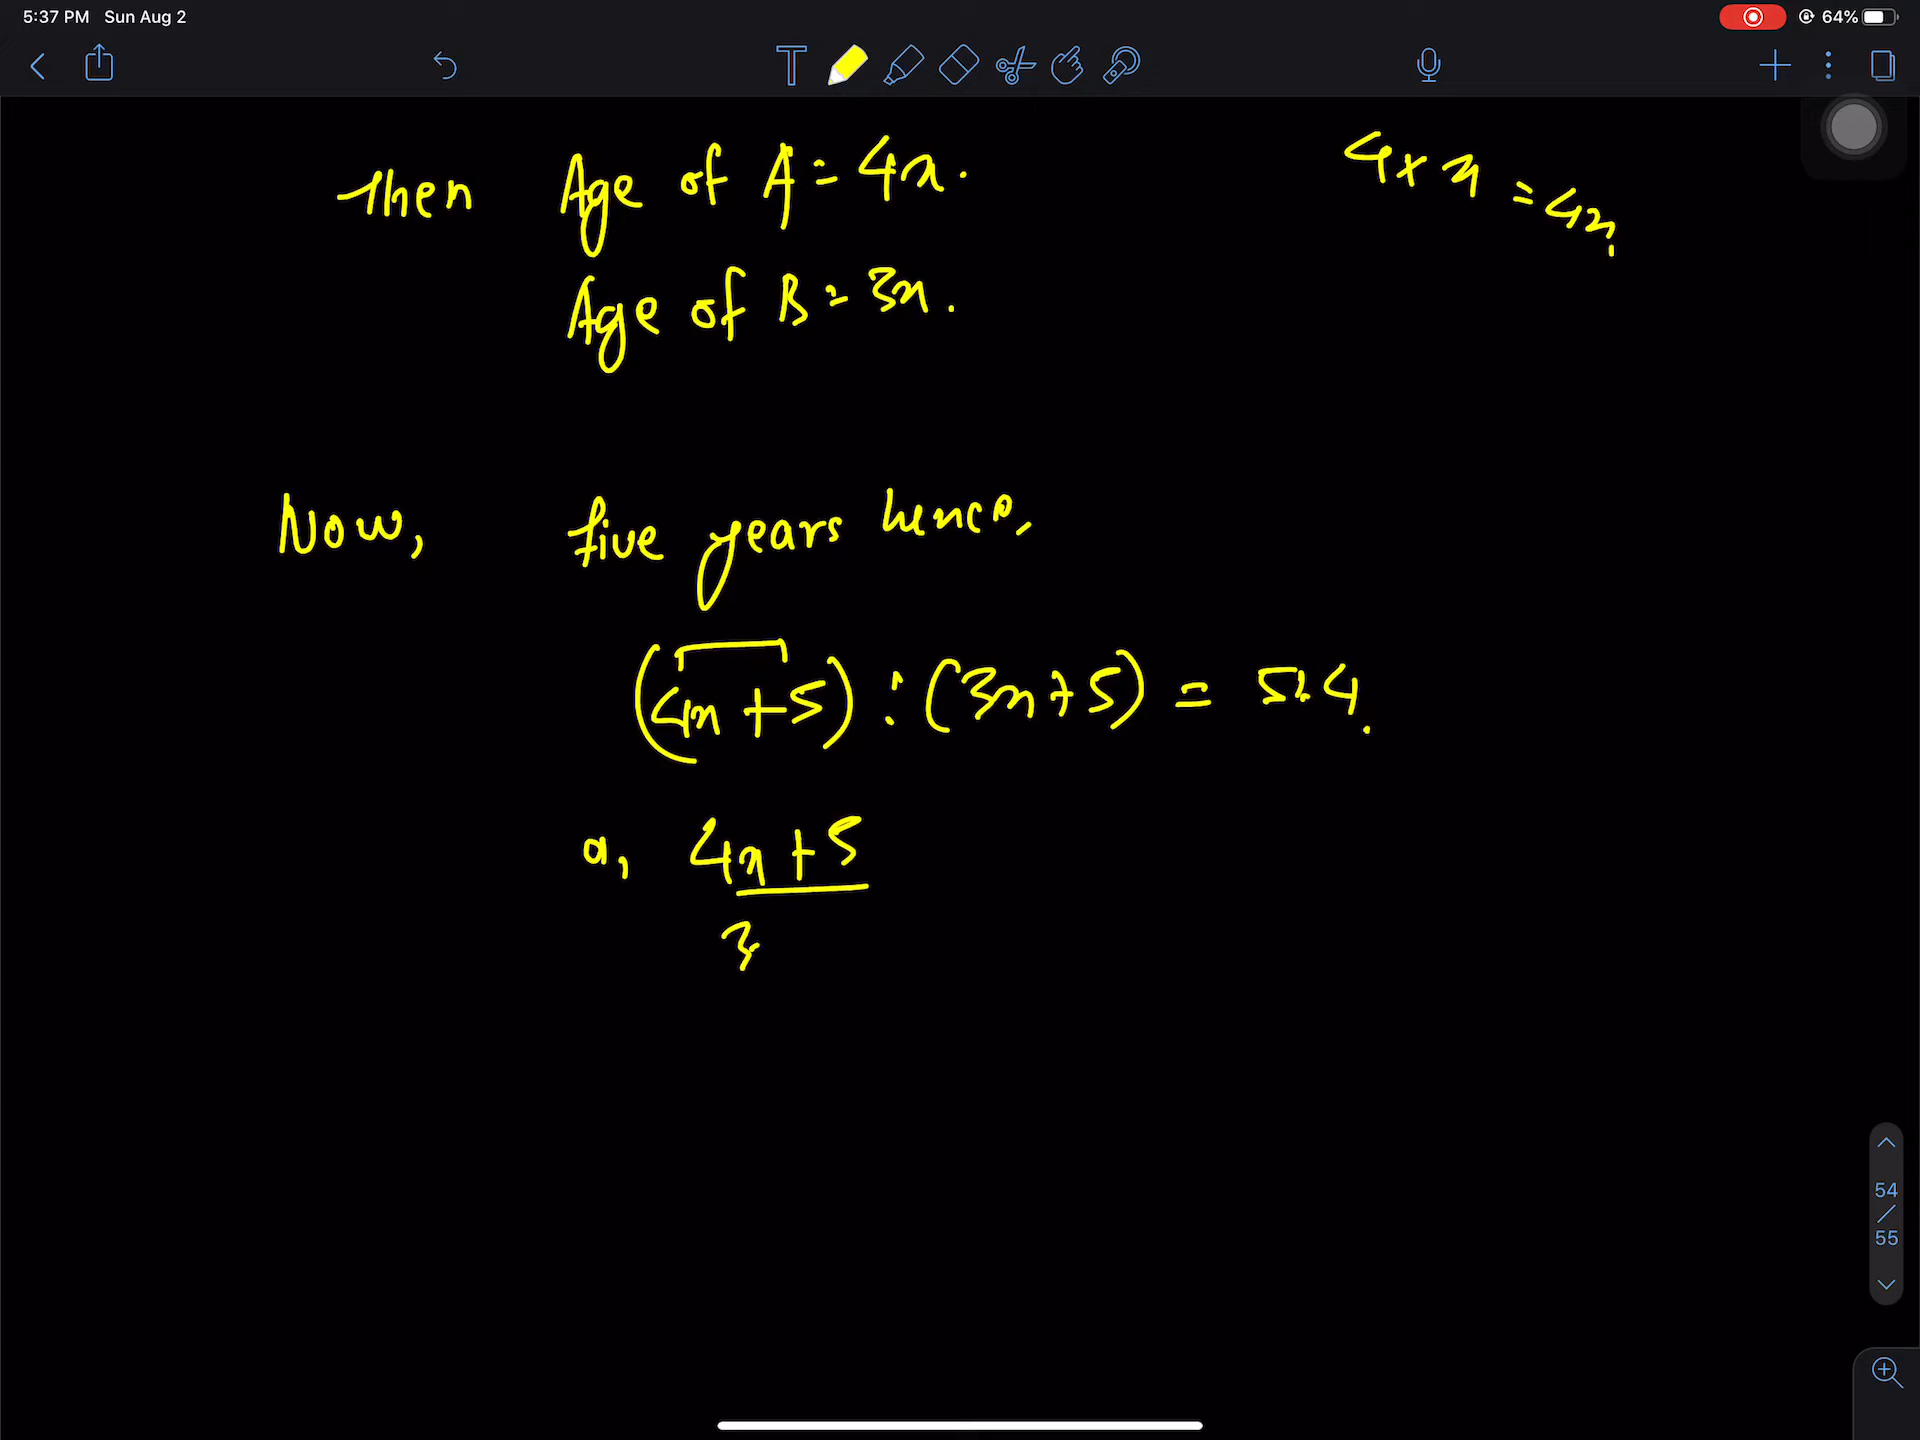 5:37 PM Sun Aug 2
64%
T
then Age of A = 4x.
4 × x = 4x.
Age of B = 3x.
Now, five years hence,
(4x + 5) : (3x + 5) = 5:4.
4x + 5
3
54
/
55